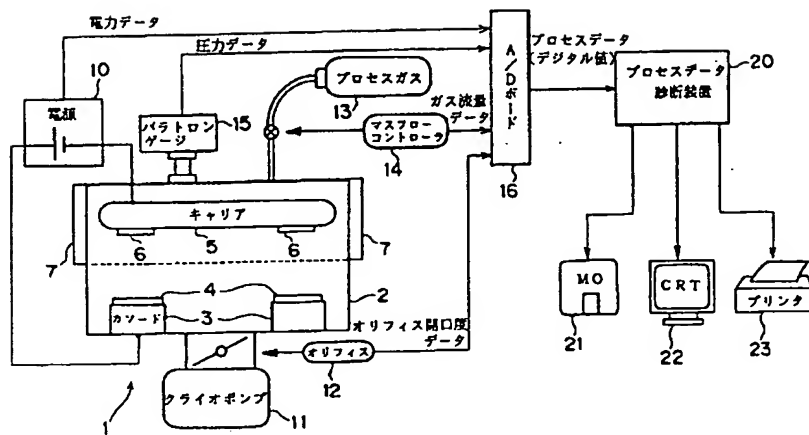 電力データ
圧力データ
10
電源
バラトロン
ゲージ
15
プロセスガス
13
ガス流量
データ
マスフロー
コントローラ
14
A/Dボード
16
プロセスデータ
(デジタル値)
プロセスデータ
診断装置
20
キャリア
6
5
6
7
7
4
2
カソード
3
オリフィス開口度
データ
オリフィス
12
クライオポンプ
11
1
MO
21
CRT
22
プリンタ
23